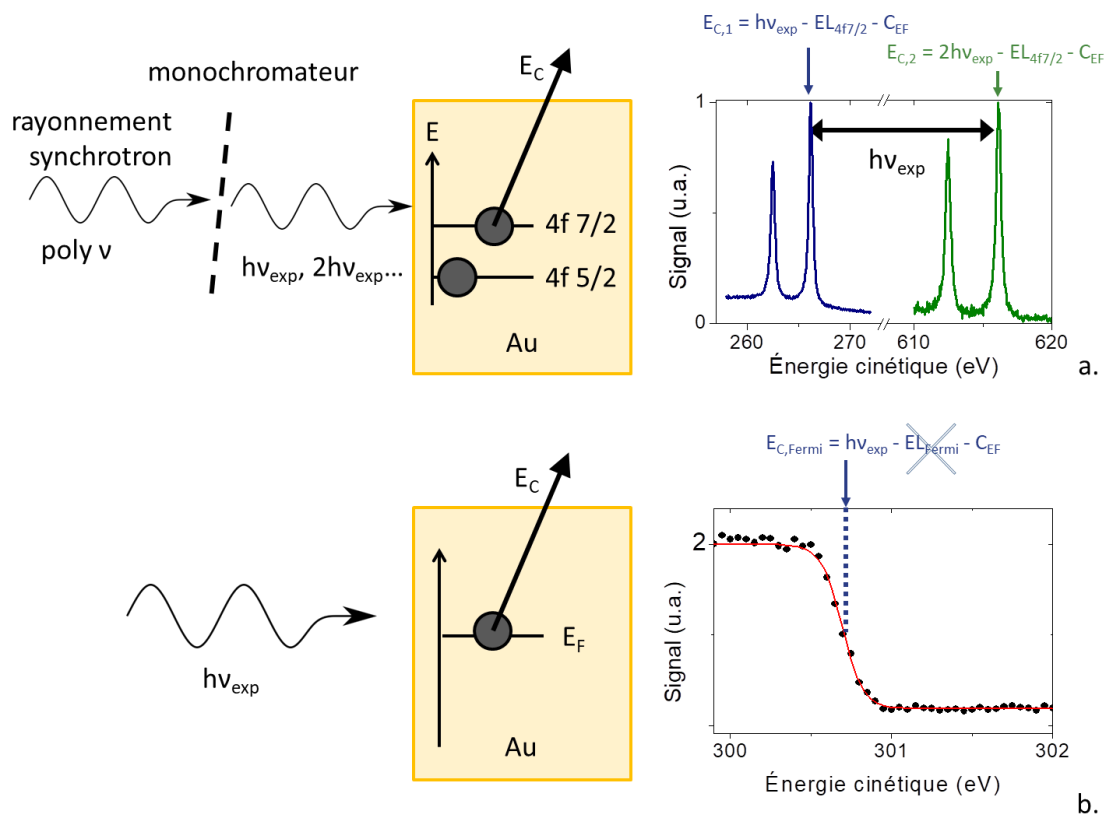 E_C,1 = hν_exp - EL_4f7/2 - C_EF
E_C,2 = 2hν_exp - EL_4f7/2 - C_EF
monochromateur
rayonnement
synchrotron
poly ν
hν_exp, 2hν_exp...
E_C
E
4f 7/2
4f 5/2
Au
1
0
Signal (u.a.)
hν_exp
260
270
610
620
Énergie cinétique (eV)
a.
E_C,Fermi = hν_exp - EL_Fermi - C_EF
hν_exp
E_C
E_F
Au
2
Signal (u.a.)
300
301
302
Énergie cinétique (eV)
b.